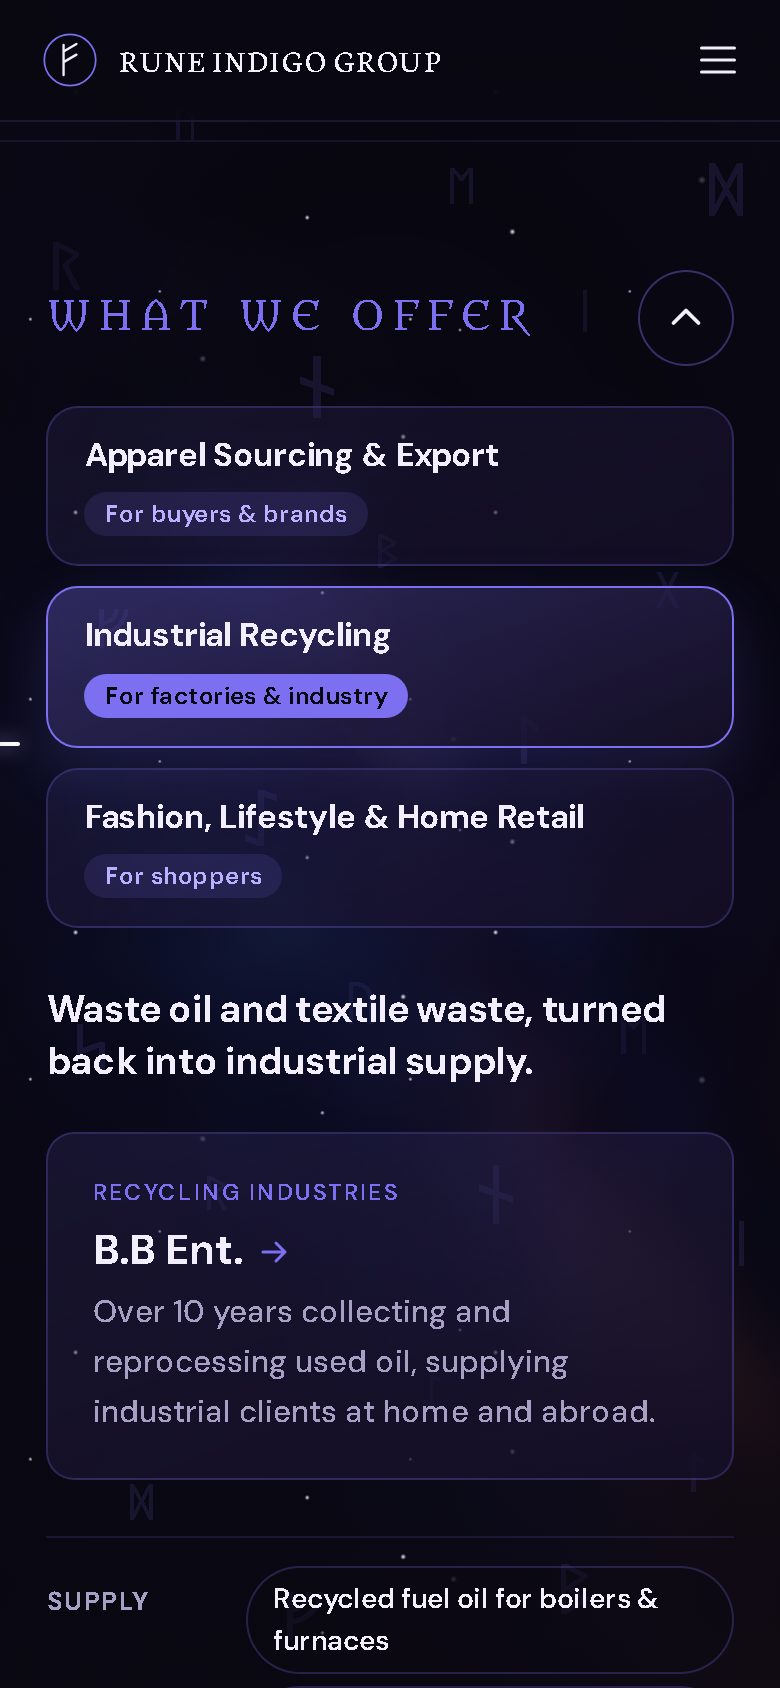 RUNE INDIGO GROUP
WHAT WE OFFER
Apparel Sourcing & Export
For buyers & brands
Industrial Recycling
For factories & industry
Fashion, Lifestyle & Home Retail
For shoppers
Waste oil and textile waste, turned
back into industrial supply.
RECYCLING INDUSTRIES
B.B Ent. →
Over 10 years collecting and
reprocessing used oil, supplying
industrial clients at home and abroad.
SUPPLY
Recycled fuel oil for boilers &
furnaces